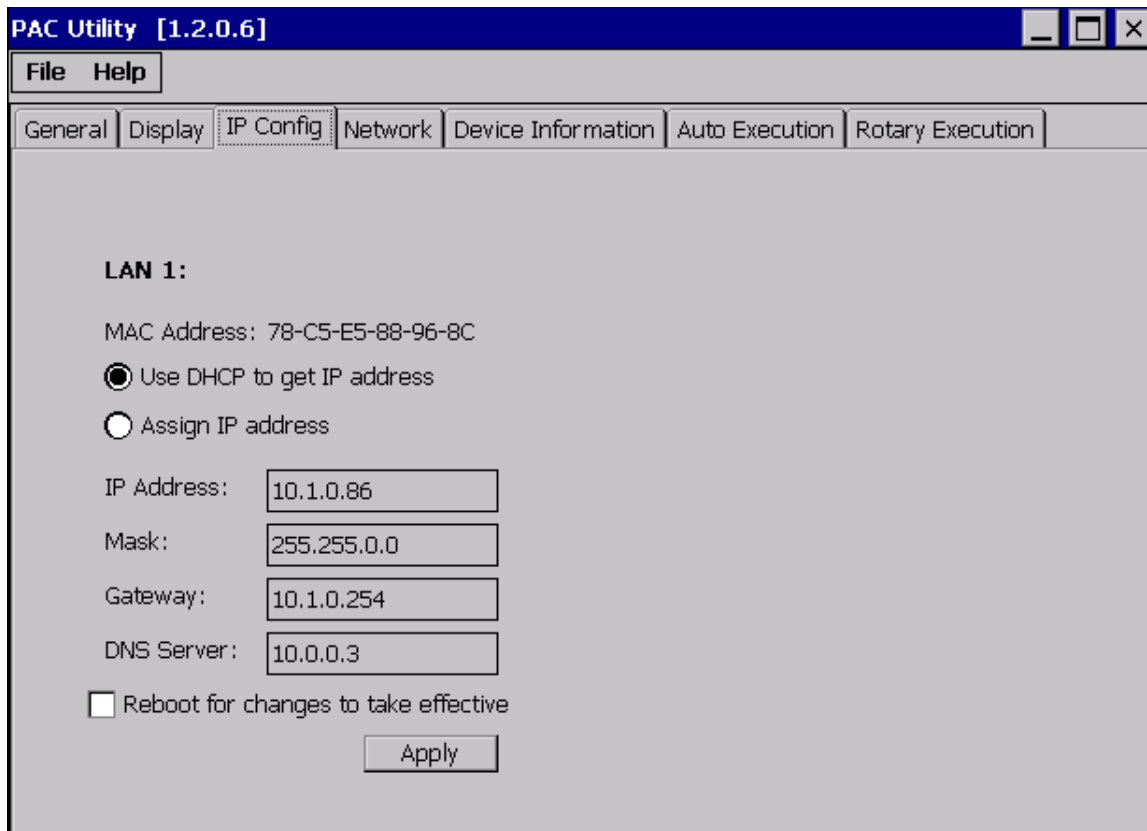 PAC Utility [1.2.0.6]
File Help
General Display IP Config Network Device Information Auto Execution Rotary Execution
LAN 1:
MAC Address: 78-C5-E5-88-96-8C
Use DHCP to get IP address
Assign IP address
IP Address: 10.1.0.86
Mask: 255.255.0.0
Gateway: 10.1.0.254
DNS Server: 10.0.0.3
Reboot for changes to take effective
Apply